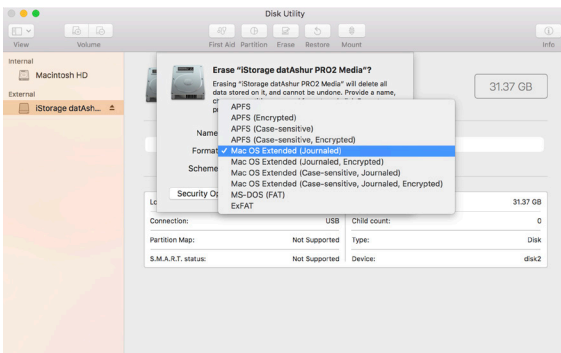 Disk Utility
View
Volume
First Aid
Partition
Erase
Restore
Mount
Info
Internal
Macintosh HD
External
iStorage datAsh...
Erase “iStorage datAshur PRO2 Media”?
Erasing “iStorage datAshur PRO2 Media” will delete all
data stored on it, and cannot be undone. Provide a name,
31.37 GB
Name
Format
Scheme
APFS
APFS (Encrypted)
APFS (Case-sensitive)
APFS (Case-sensitive, Encrypted)
✓ Mac OS Extended (Journaled)
Mac OS Extended (Journaled, Encrypted)
Mac OS Extended (Case-sensitive, Journaled)
Mac OS Extended (Case-sensitive, Journaled, Encrypted)
MS-DOS (FAT)
ExFAT
Security Op
Lo
31.37 GB
Connection:
USB
Child count:
0
Partition Map:
Not Supported
Type:
Disk
S.M.A.R.T. status:
Not Supported
Device:
disk2